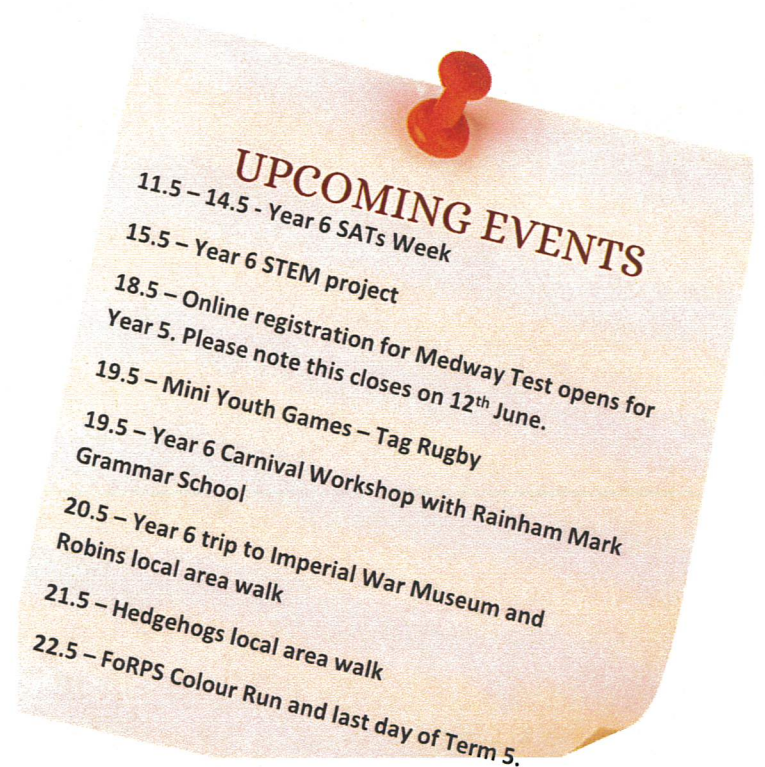 UPCOMING EVENTS
11.5 – 14.5 - Year 6 SATs Week
15.5 – Year 6 STEM project
18.5 – Online registration for Medway Test opens for
Year 5. Please note this closes on 12th June.
19.5 – Mini Youth Games – Tag Rugby
19.5 – Year 6 Carnival Workshop with Rainham Mark
Grammar School
20.5 – Year 6 trip to Imperial War Museum and
Robins local area walk
21.5 – Hedgehogs local area walk
22.5 – FoRPS Colour Run and last day of Term 5.